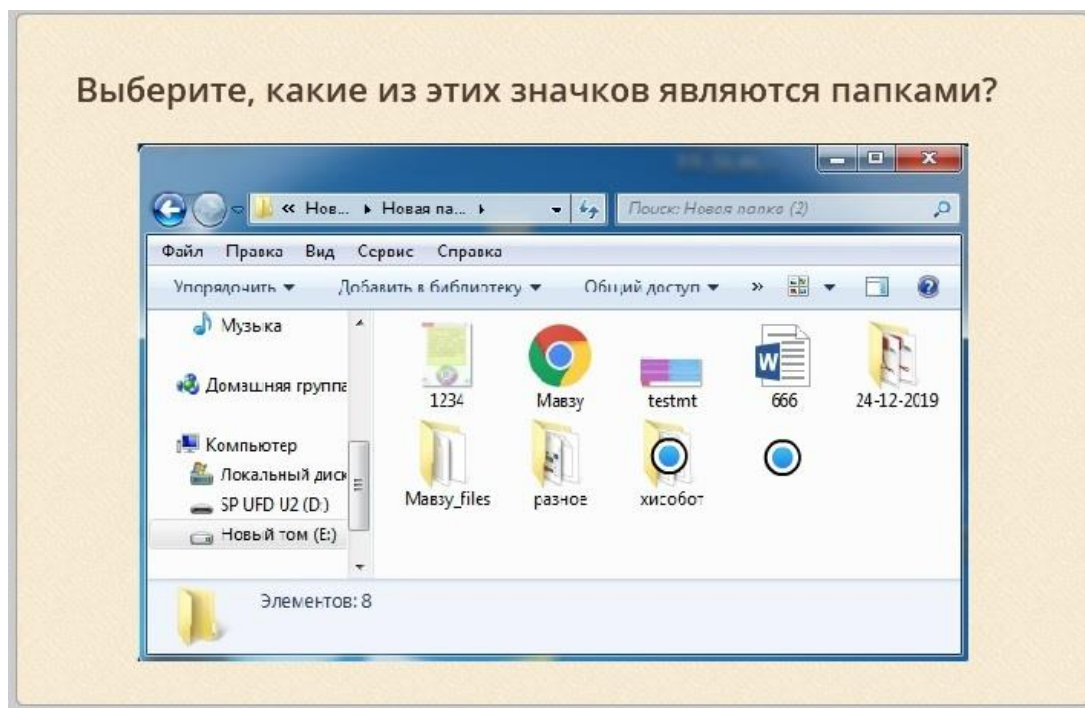 Выберите, какие из этих значков являются папками?
« Нов... Новая па...
Поиск: Новая папка (2)
Файл Правка Вид Сервис Справка
Упорядочить Добавить в библиотеку Общий доступ »
Музыка
Домашняя группа
Компьютер
Локальный диск
SP UFD U2 (D:)
Новый том (E:)
1234 Мавзу testmt 666 24-12-2019
Мавзу_files разное хисобот
Элементов: 8